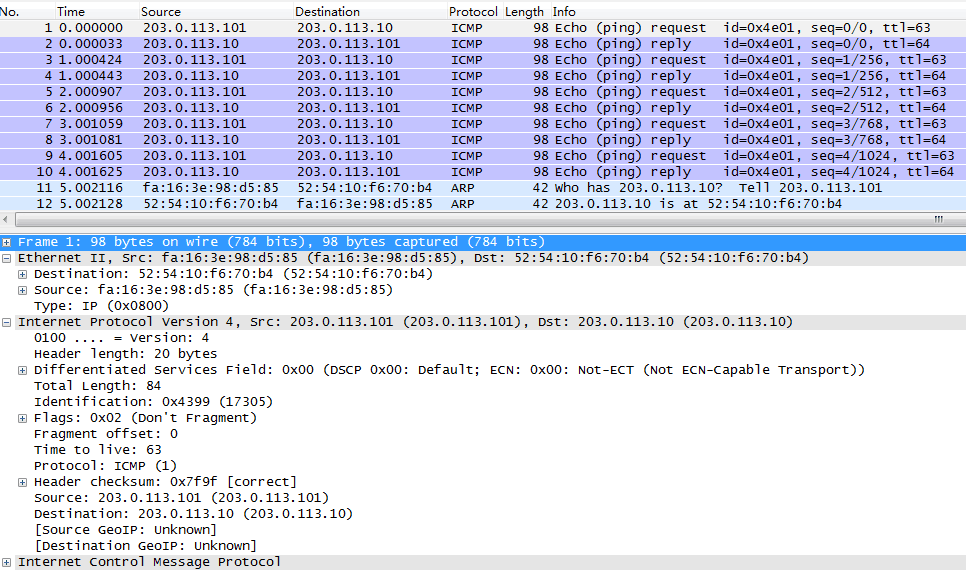 No. Time Source Destination Protocol Length Info
1 0.000000 203.0.113.101 203.0.113.10 ICMP 98 Echo (ping) request id=0x4e01, seq=0/0, ttl=63
2 0.000033 203.0.113.10 203.0.113.101 ICMP 98 Echo (ping) reply id=0x4e01, seq=0/0, ttl=64
3 1.000424 203.0.113.101 203.0.113.10 ICMP 98 Echo (ping) request id=0x4e01, seq=1/256, ttl=63
4 1.000443 203.0.113.10 203.0.113.101 ICMP 98 Echo (ping) reply id=0x4e01, seq=1/256, ttl=64
5 2.000907 203.0.113.101 203.0.113.10 ICMP 98 Echo (ping) request id=0x4e01, seq=2/512, ttl=63
6 2.000956 203.0.113.10 203.0.113.101 ICMP 98 Echo (ping) reply id=0x4e01, seq=2/512, ttl=64
7 3.001059 203.0.113.101 203.0.113.10 ICMP 98 Echo (ping) request id=0x4e01, seq=3/768, ttl=63
8 3.001081 203.0.113.10 203.0.113.101 ICMP 98 Echo (ping) reply id=0x4e01, seq=3/768, ttl=64
9 4.001605 203.0.113.101 203.0.113.10 ICMP 98 Echo (ping) request id=0x4e01, seq=4/1024, ttl=63
10 4.001625 203.0.113.10 203.0.113.101 ICMP 98 Echo (ping) reply id=0x4e01, seq=4/1024, ttl=64
11 5.002116 fa:16:3e:98:d5:85 52:54:10:f6:70:b4 ARP 42 Who has 203.0.113.10? Tell 203.0.113.101
12 5.002128 52:54:10:f6:70:b4 fa:16:3e:98:d5:85 ARP 42 203.0.113.10 is at 52:54:10:f6:70:b4
Frame 1: 98 bytes on wire (784 bits), 98 bytes captured (784 bits)
Ethernet II, Src: fa:16:3e:98:d5:85 (fa:16:3e:98:d5:85), Dst: 52:54:10:f6:70:b4 (52:54:10:f6:70:b4)
Destination: 52:54:10:f6:70:b4 (52:54:10:f6:70:b4)
Source: fa:16:3e:98:d5:85 (fa:16:3e:98:d5:85)
Type: IP (0x0800)
Internet Protocol Version 4, Src: 203.0.113.101 (203.0.113.101), Dst: 203.0.113.10 (203.0.113.10)
0100 .... = Version: 4
Header length: 20 bytes
Differentiated Services Field: 0x00 (DSCP 0x00: Default; ECN: 0x00: Not-ECT (Not ECN-Capable Transport))
Total Length: 84
Identification: 0x4399 (17305)
Flags: 0x02 (Don't Fragment)
Fragment offset: 0
Time to live: 63
Protocol: ICMP (1)
Header checksum: 0x7f9f [correct]
Source: 203.0.113.101 (203.0.113.101)
Destination: 203.0.113.10 (203.0.113.10)
[Source GeoIP: Unknown]
[Destination GeoIP: Unknown]
Internet Control Message Protocol